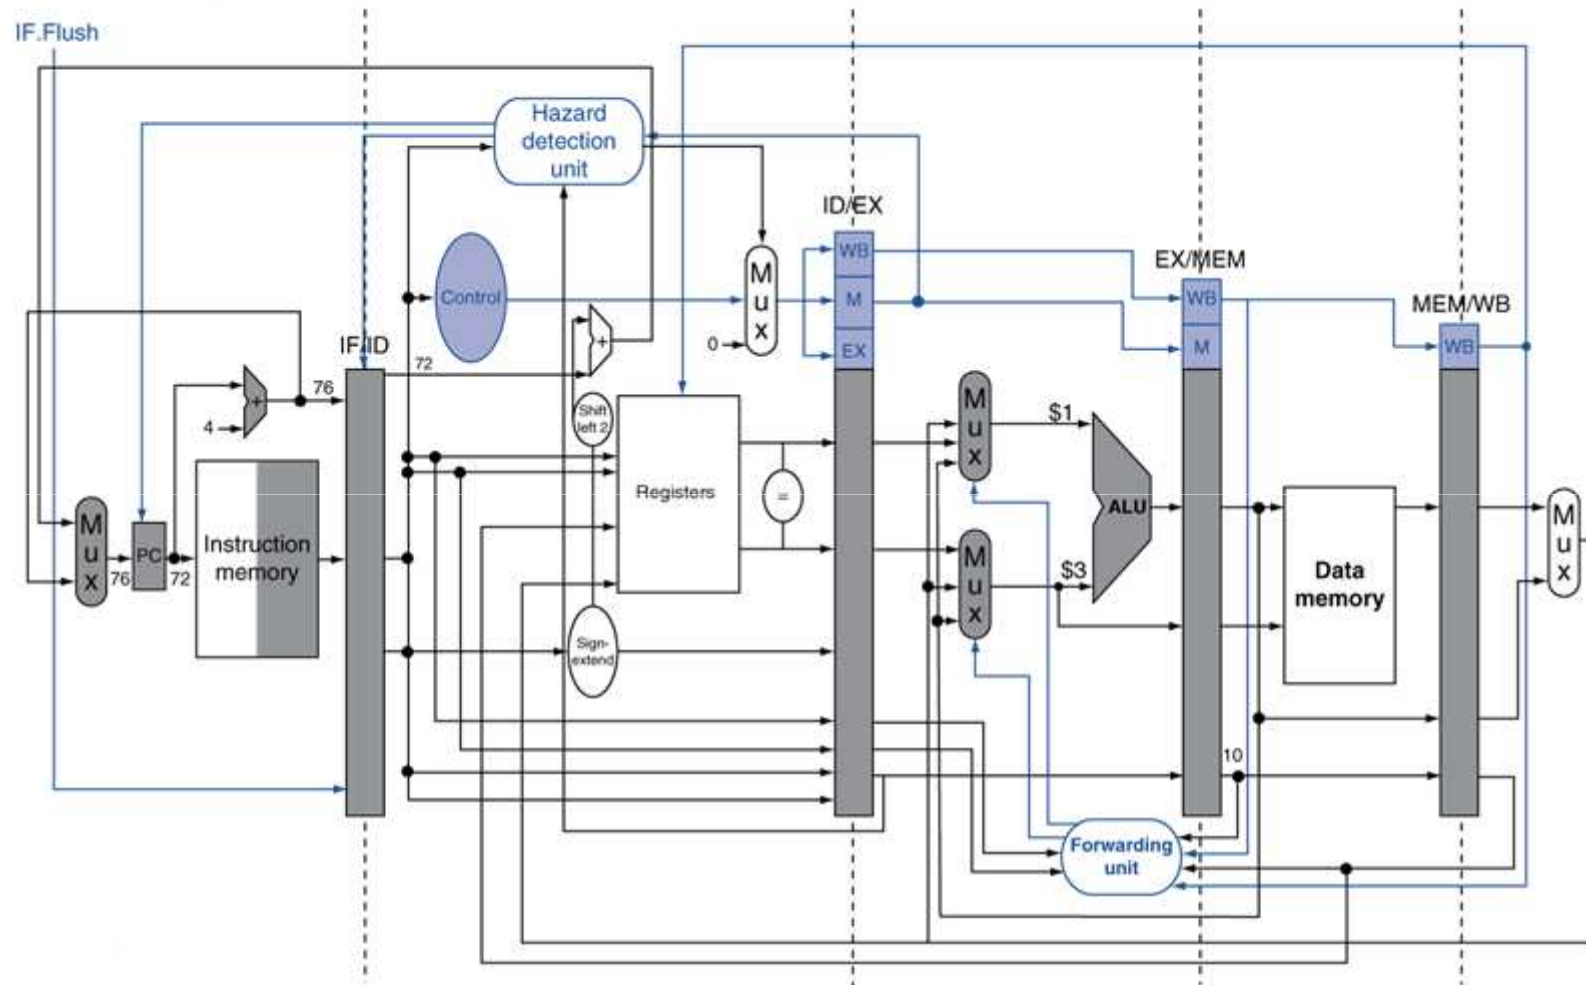 IF.Flush
Hazard
detection
unit
ID/EX
WB
M
EX
EX/MEM
WB
M
MEM/WB
WB
Control
M
u
x
0
IF/ID
72
+
76
+
4
Shift
left 2
M
u
x
$1
Registers
=
ALU
M
u
x
76
PC
72
Instruction
memory
M
u
x
$3
Data
memory
M
u
x
Sign-
extend
10
Forwarding
unit